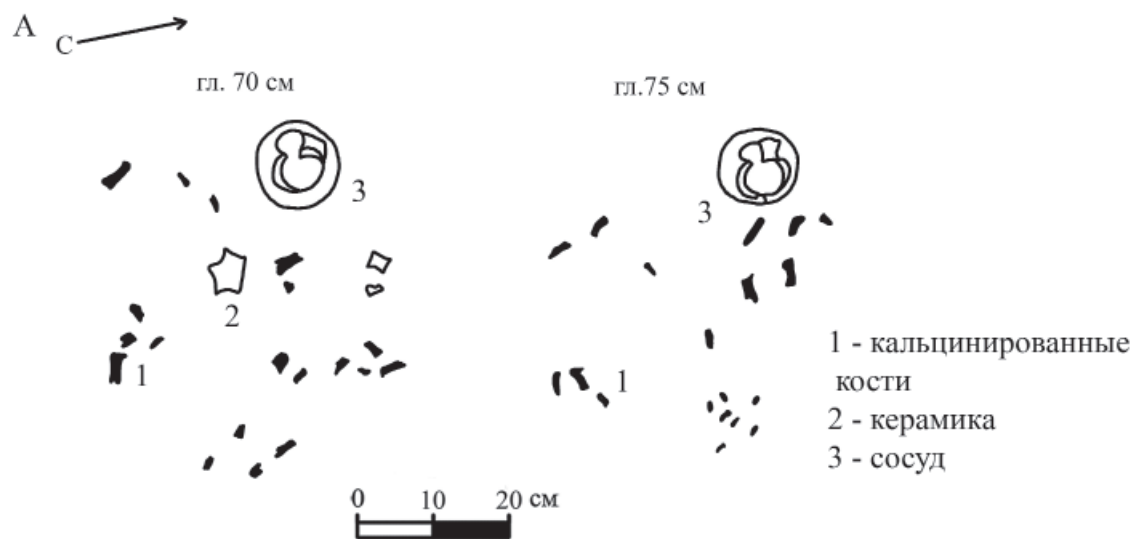 А
С
гл. 70 см
гл.75 см
3
3
2
1
1
1 - кальцинированные
кости
2 - керамика
3 - сосуд
0 10 20 см